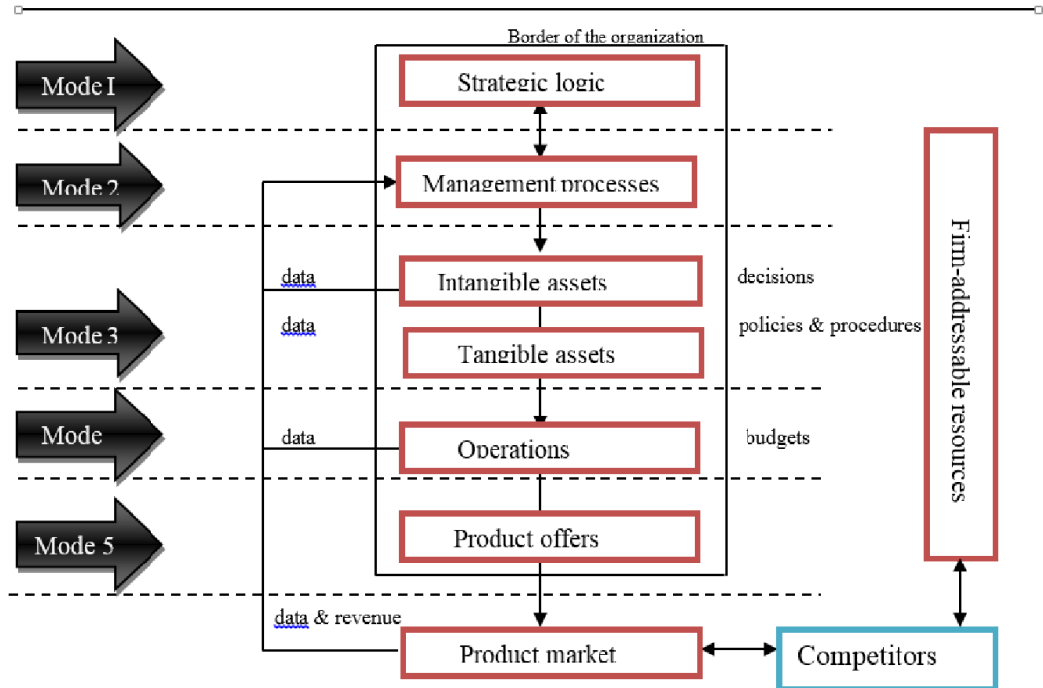 Border of the organization
Mode I
Strategic logic
Mode 2
Management processes
data
Intangible assets
decisions
data
policies & procedures
Mode 3
Tangible assets
Firm-addressable resources
Mode
data
Operations
budgets
Mode 5
Product offers
data & revenue
Product market
Competitors